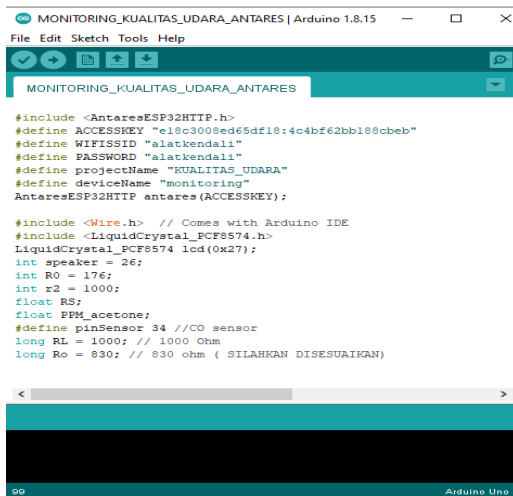 MONITORING_KUALITAS_UDARA_ANTARES | Arduino 1.8.15
File Edit Sketch Tools Help
MONITORING_KUALITAS_UDARA_ANTARES
#include <AntaresESP32HTTP.h>
#define ACCESSKEY "e18c3008ed65df18:4c4bf62bb188cbeb"
#define WIFISSID "alatkendali"
#define PASSWORD "alatkendali"
#define projectName "KUALITAS_UDARA"
#define deviceName "monitoring"
AntaresESP32HTTP antares(ACCESSKEY);
#include <Wire.h>  // Comes with Arduino IDE
#include <LiquidCrystal_PCF8574.h>
LiquidCrystal_PCF8574 lcd(0x27);
int speaker = 26;
int R0 = 176;
int r2 = 1000;
float RS;
float PPM_acetone;
#define pinSensor 34 //CO sensor
long RL = 1000; // 1000 Ohm
long Ro = 830; // 830 ohm ( SILAHKAN DISESUAIKAN)
99
Arduino Uno